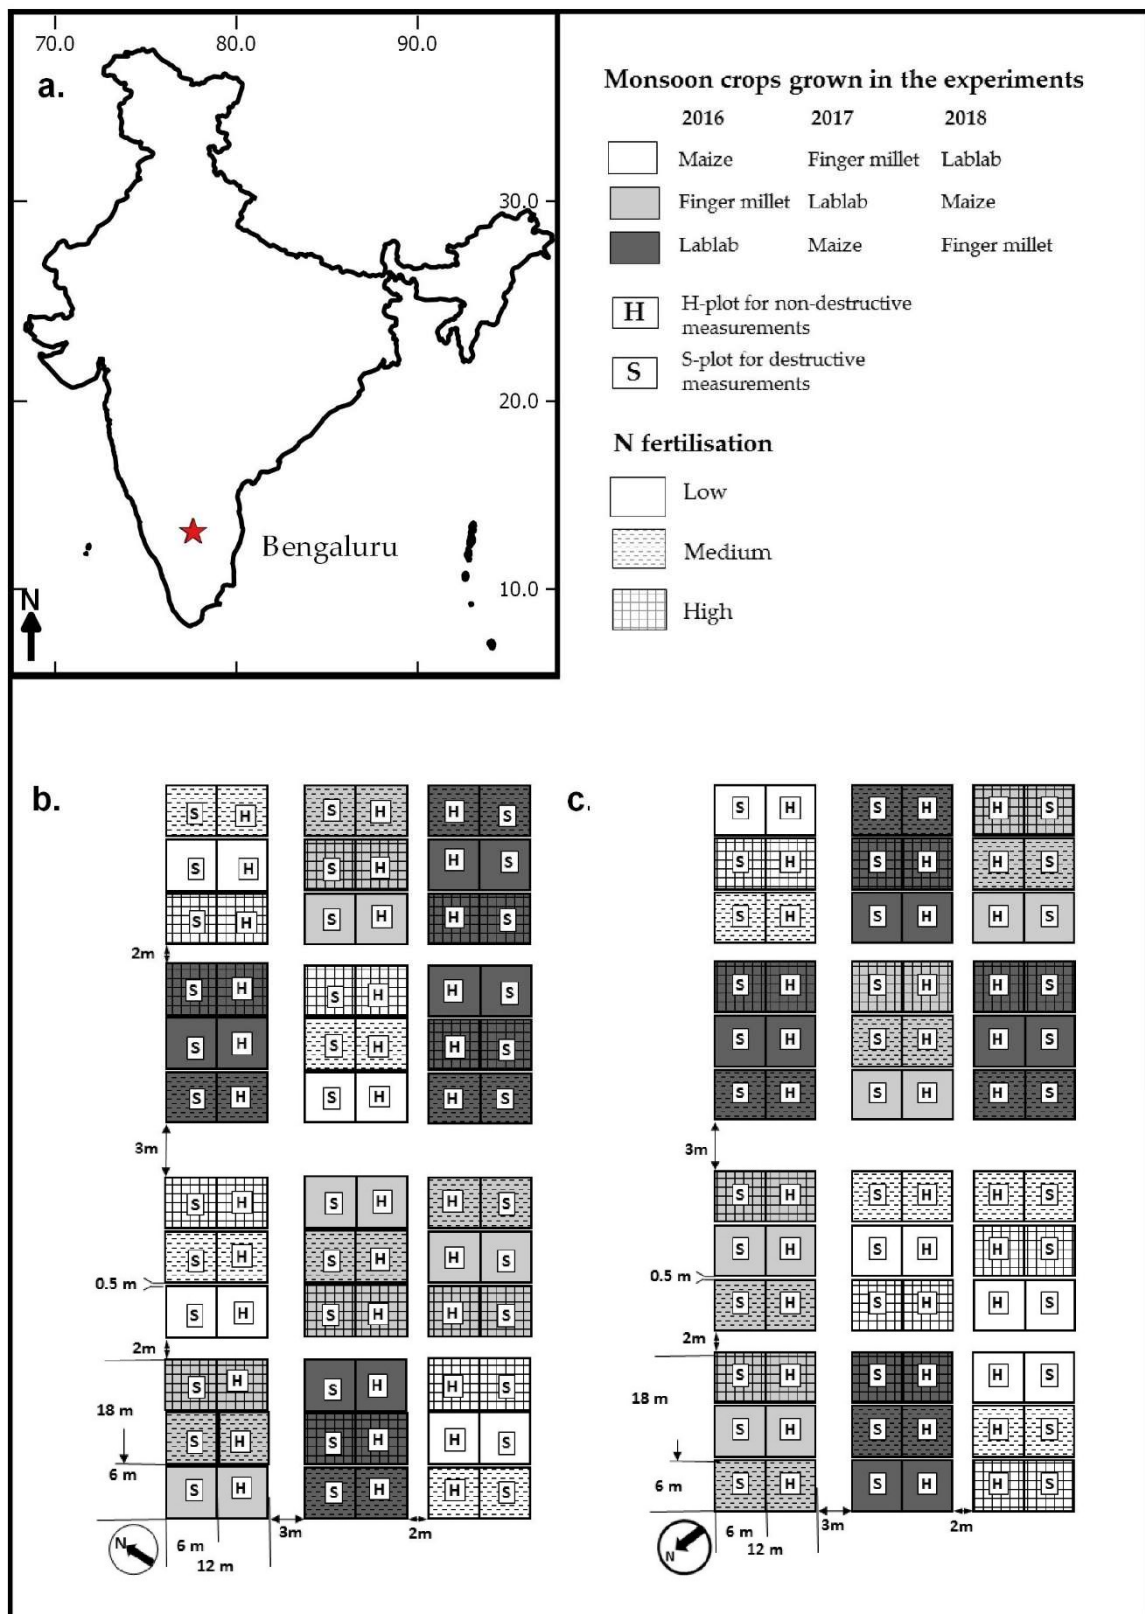 70.0 80.0 90.0
a.
30.0
20.0
10.0
Bengaluru
N
Monsoon crops grown in the experiments
2016 2017 2018
Maize Finger millet Lablab
Finger millet Lablab Maize
Lablab Maize Finger millet
H H-plot for non-destructive
measurements
S S-plot for destructive
measurements
N fertilisation
Low
Medium
High
b.
S H S H H S
S H S H H S
S H S H H S
2m
S H S H H S
S H S H H S
S H S H H S
3m
S H S H H S
S H S H H S
0.5 m
S H S H H S
2m
S H S H H S
18 m
S H S H H S
6 m
S H S H H S
3m 2m
N
6 m
12 m
c.
S H S H H S
S H S H H S
S H S H H S
S H S H H S
S H S H H S
S H S H H S
3m
S H S H H S
S H S H H S
0.5 m
S H S H H S
2m
S H S H H S
18 m
S H S H H S
6 m
S H S H H S
3m 2m
N
6 m
12 m